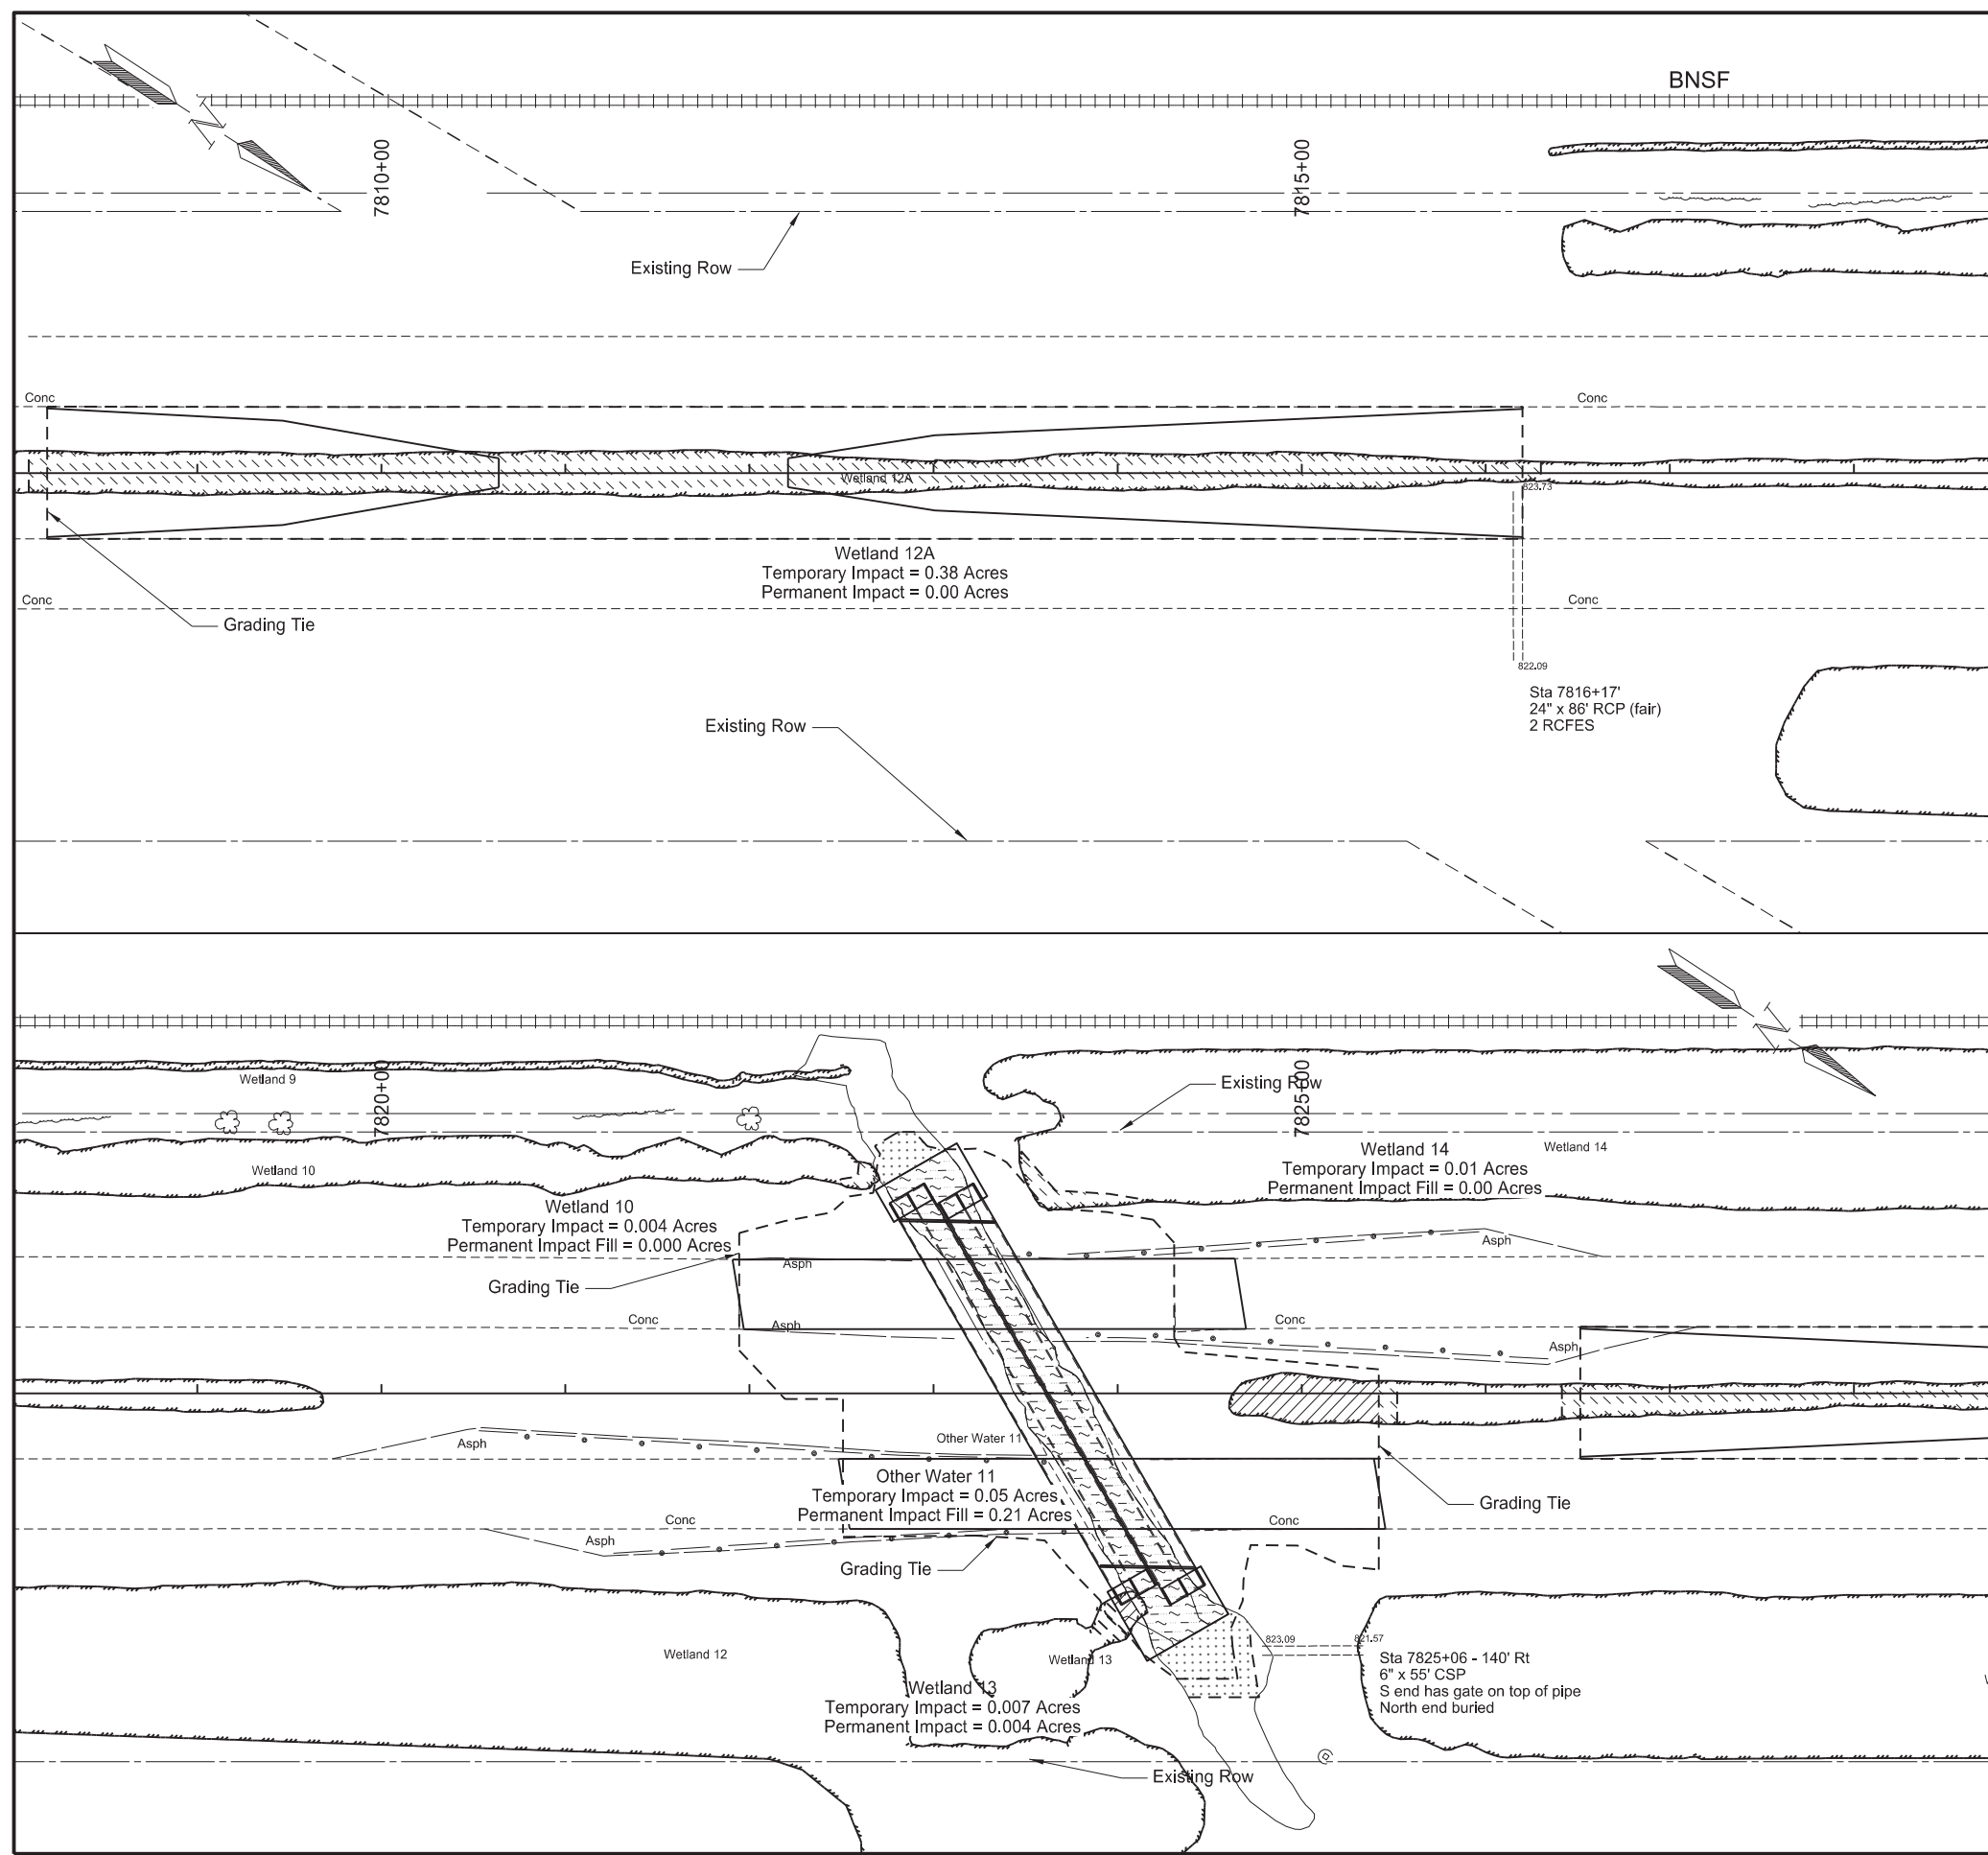 BNSF
N
7810+00
7815+00
Existing Row
Conc
Conc
Wetland 12A
823.73
Wetland 12A
Temporary Impact = 0.38 Acres
Permanent Impact = 0.00 Acres
Conc
Conc
Grading Tie
822.09
Sta 7816+17'
24" x 86' RCP (fair)
2 RCFES
Existing Row
N
Wetland 9
7820+00
Existing Row
7825+00
Wetland 10
Wetland 14
Temporary Impact = 0.01 Acres
Permanent Impact Fill = 0.00 Acres
Wetland 14
Wetland 10
Temporary Impact = 0.004 Acres
Permanent Impact Fill = 0.000 Acres
Asph
Asph
Grading Tie
Conc
Asph
Conc
Asph
Asph
Other Water 11
Other Water 11
Temporary Impact = 0.05 Acres
Permanent Impact Fill = 0.21 Acres
Grading Tie
Conc
Conc
Asph
Grading Tie
Wetland 12
Wetland 13
823.09
821.57
Sta 7825+06 - 140' Rt
6" x 55' CSP
S end has gate on top of pipe
North end buried
Wetland 13
Temporary Impact = 0.007 Acres
Permanent Impact = 0.004 Acres
Existing Row